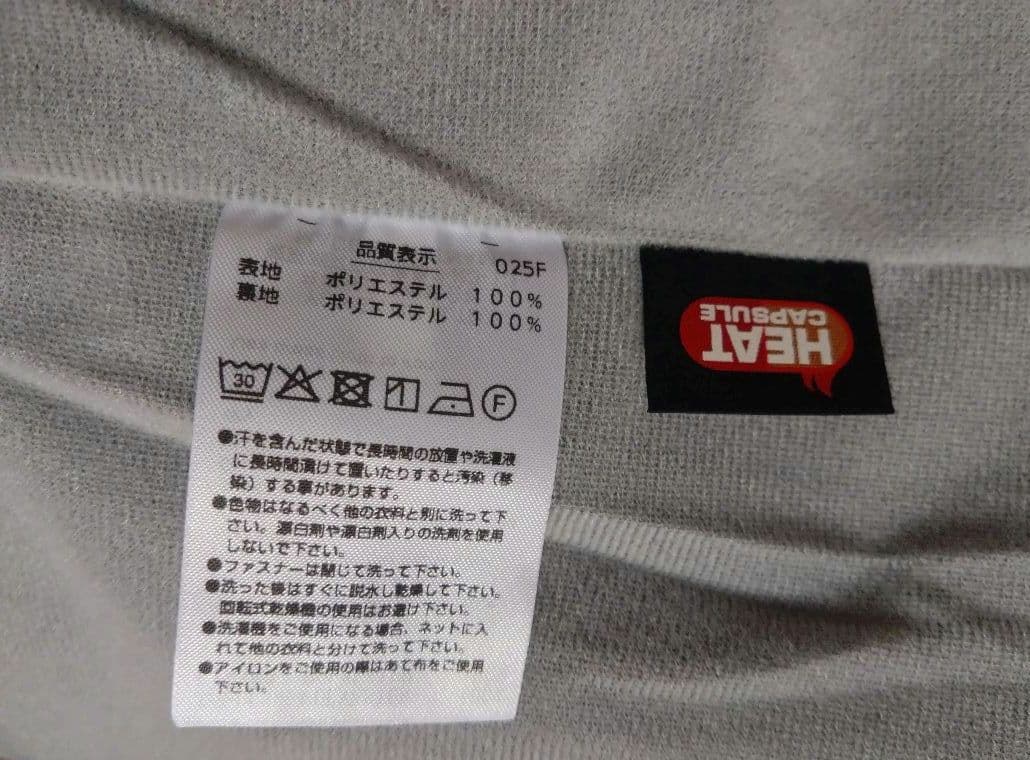 品質表示 025F
表地 ポリエステル 100%
裏地 ポリエステル 100%
30 F
●汗を含んだ状態で長時間の放置や洗濯液
に長時間漬けて置いたりすると汚染（移
染）する事があります。
●色物はなるべく他の衣料と別に洗って下
さい。漂白剤や漂白剤入りの洗剤を使用
しないで下さい。
●ファスナーは閉じて洗って下さい。
●洗った後はすぐに脱水し乾燥して下さい。
回転式乾燥機の使用はお避け下さい。
●洗濯機をご使用になる場合、ネットに入
れて他の衣料と分けて洗って下さい。
●アイロンをご使用の際はあて布をご使用
下さい。
HEAT
CAPSULE